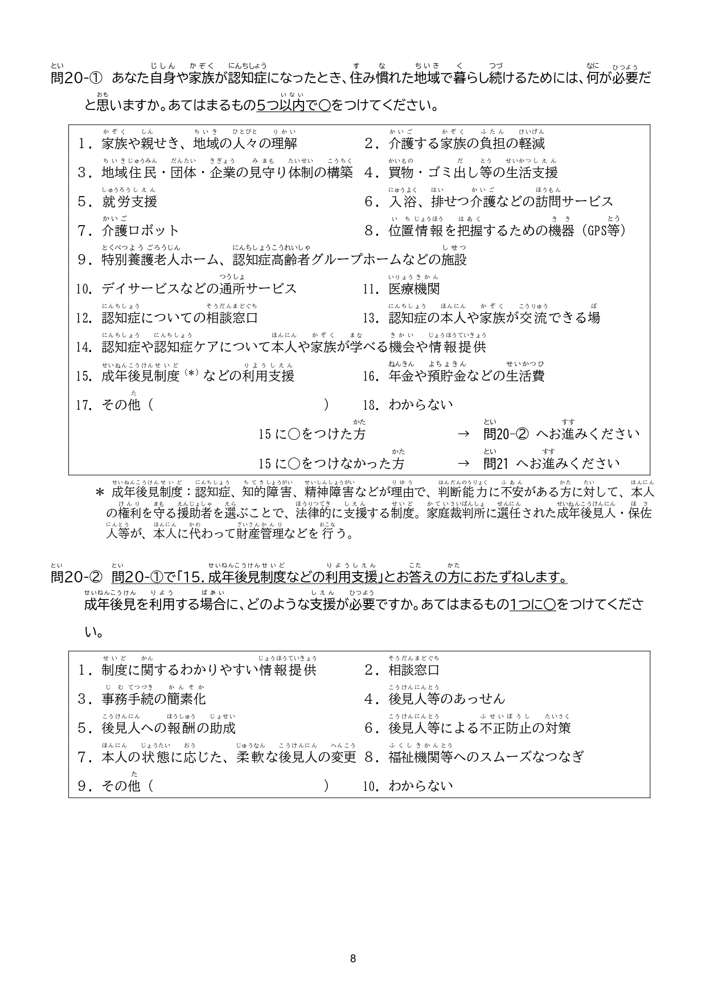 問20-① あなた自身や家族が認知症になったとき、住み慣れた地域で暮らし続けるためには、何が必要だ
と思いますか。あてはまるもの5つ以内で○をつけてください。
１．家族や親せき、地域の人々の理解 ２．介護する家族の負担の軽減
３．地域住民・団体・企業の見守り体制の構築 ４．買物・ゴミ出し等の生活支援
５．就労支援 ６．入浴、排せつ介護などの訪問サービス
７．介護ロボット ８．位置情報を把握するための機器（GPS等）
９．特別養護老人ホーム、認知症高齢者グループホームなどの施設
10．デイサービスなどの通所サービス 11．医療機関
12．認知症についての相談窓口 13．認知症の本人や家族が交流できる場
14．認知症や認知症ケアについて本人や家族が学べる機会や情報提供
15．成年後見制度（*）などの利用支援 16．年金や預貯金などの生活費
17．その他（ ） 18．わからない
15に○をつけた方 → 問20-② へお進みください
15に○をつけなかった方 → 問21 へお進みください
＊ 成年後見制度：認知症、知的障害、精神障害などが理由で、判断能力に不安がある方に対して、本人
の権利を守る援助者を選ぶことで、法律的に支援する制度。家庭裁判所に選任された成年後見人・保佐
人等が、本人に代わって財産管理などを行う。
問20-② 問20-①で「15．成年後見制度などの利用支援」とお答えの方におたずねします。
成年後見を利用する場合に、どのような支援が必要ですか。あてはまるもの1つに○をつけてくださ
い。
１．制度に関するわかりやすい情報提供 ２．相談窓口
３．事務手続の簡素化 ４．後見人等のあっせん
５．後見人への報酬の助成 ６．後見人等による不正防止の対策
７．本人の状態に応じた、柔軟な後見人の変更 ８．福祉機関等へのスムーズなつなぎ
９．その他（ ） 10．わからない
8